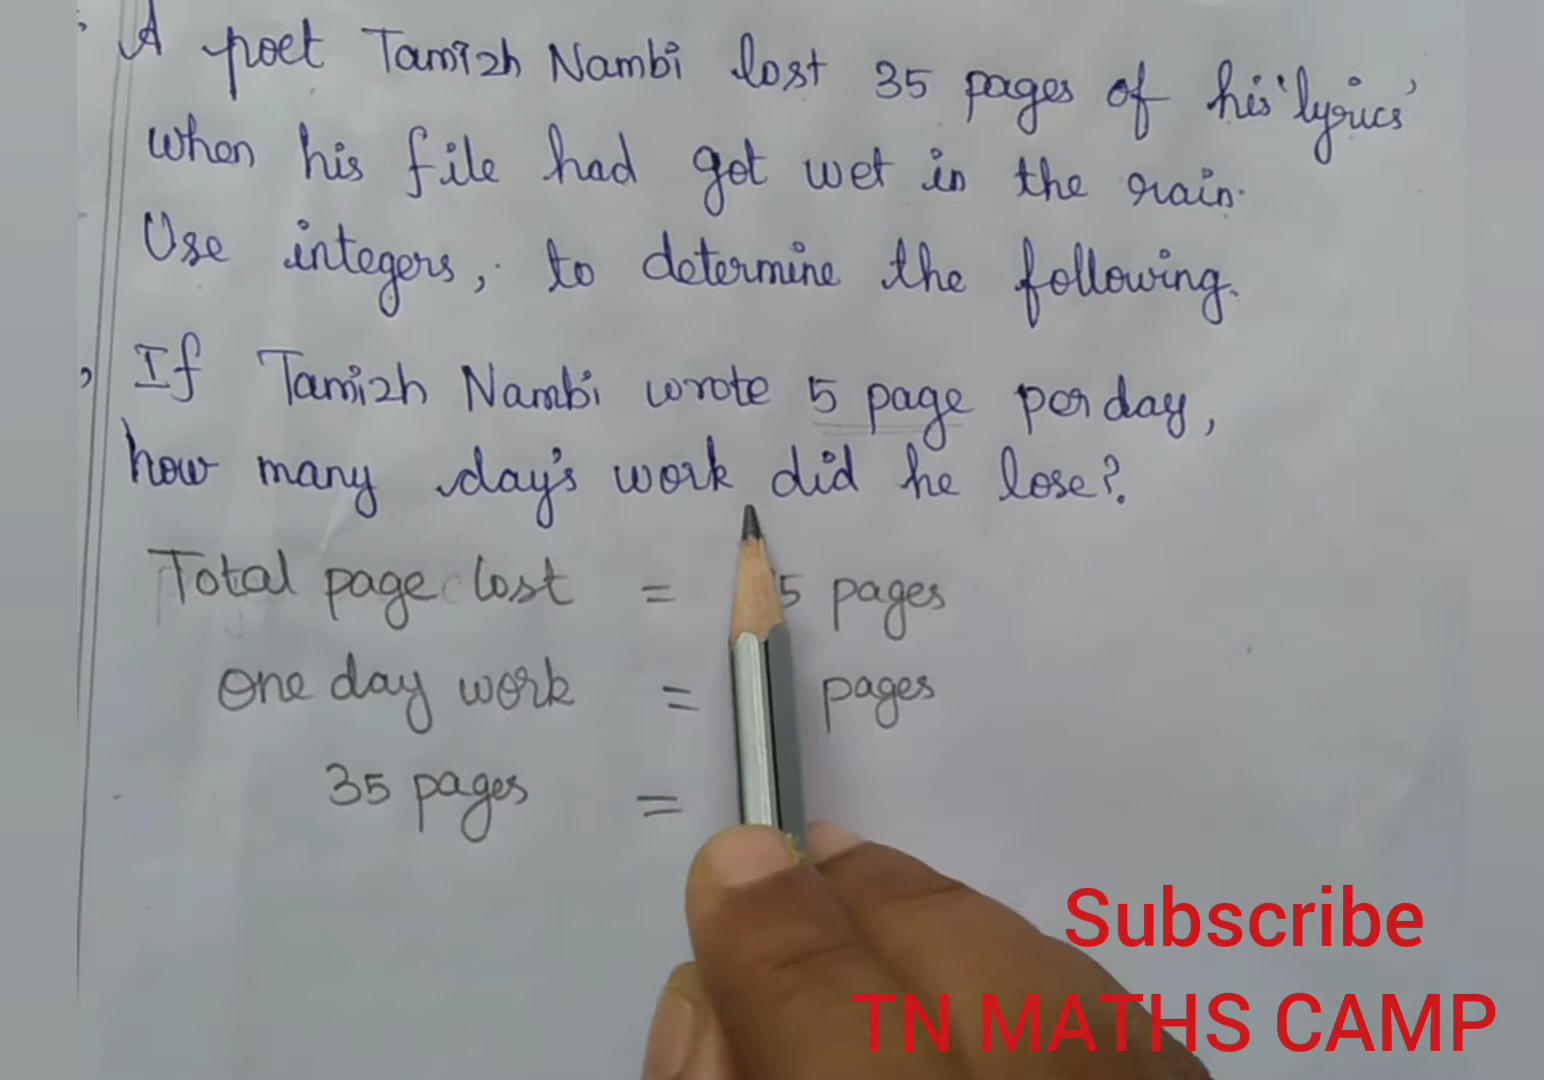 A poet Tamizh Nambi lost 35 pages of his 'lyrics'
when his file had got wet in the rain.
Use integers, to determine the following.
If Tamizh Nambi wrote 5 page per day,
how many day's work did he lose?
Total page lost = 5 pages
One day work = pages
35 pages =
Subscribe
TN MATHS CAMP